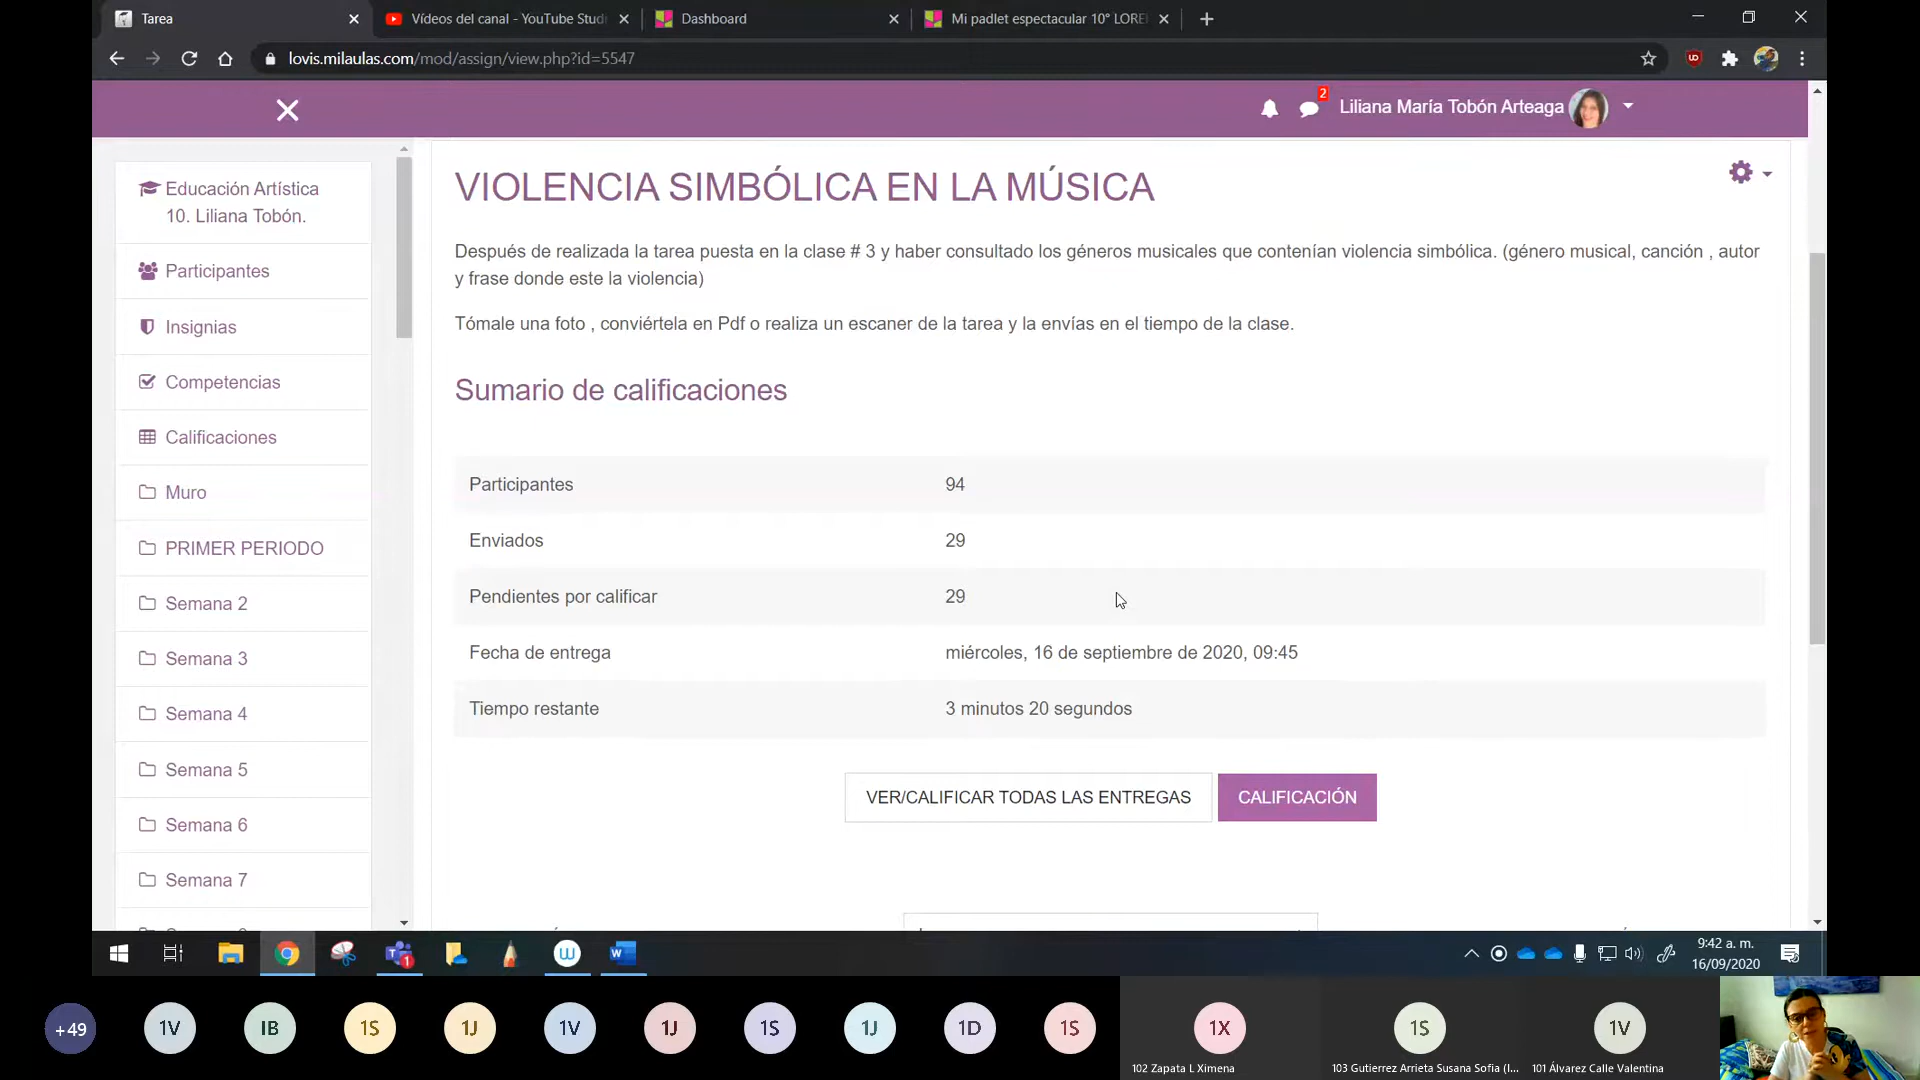 Tarea
Vídeos del canal - YouTube Studi
Dashboard
Mi padlet espectacular 10° LORE
lovis.milaulas.com/mod/assign/view.php?id=5547
2
Liliana María Tobón Arteaga
Educación Artística
10. Liliana Tobón.
Participantes
Insignias
Competencias
Calificaciones
Muro
PRIMER PERIODO
Semana 2
Semana 3
Semana 4
Semana 5
Semana 6
Semana 7
VIOLENCIA SIMBÓLICA EN LA MÚSICA
Después de realizada la tarea puesta en la clase # 3 y haber consultado los géneros musicales que contenían violencia simbólica. (género musical, canción , autor
y frase donde este la violencia)
Tómale una foto , conviértela en Pdf o realiza un escaner de la tarea y la envías en el tiempo de la clase.
Sumario de calificaciones
Participantes 94
Enviados 29
Pendientes por calificar 29
Fecha de entrega miércoles, 16 de septiembre de 2020, 09:45
Tiempo restante 3 minutos 20 segundos
VER/CALIFICAR TODAS LAS ENTREGAS CALIFICACIÓN
9:42 a. m.
16/09/2020
+49 1V IB 1S 1J 1V 1J 1S 1J 1D 1S 1X 1S 1V
102 Zapata L Ximena 103 Gutierrez Arrieta Susana Sofia (I... 101 Álvarez Calle Valentina